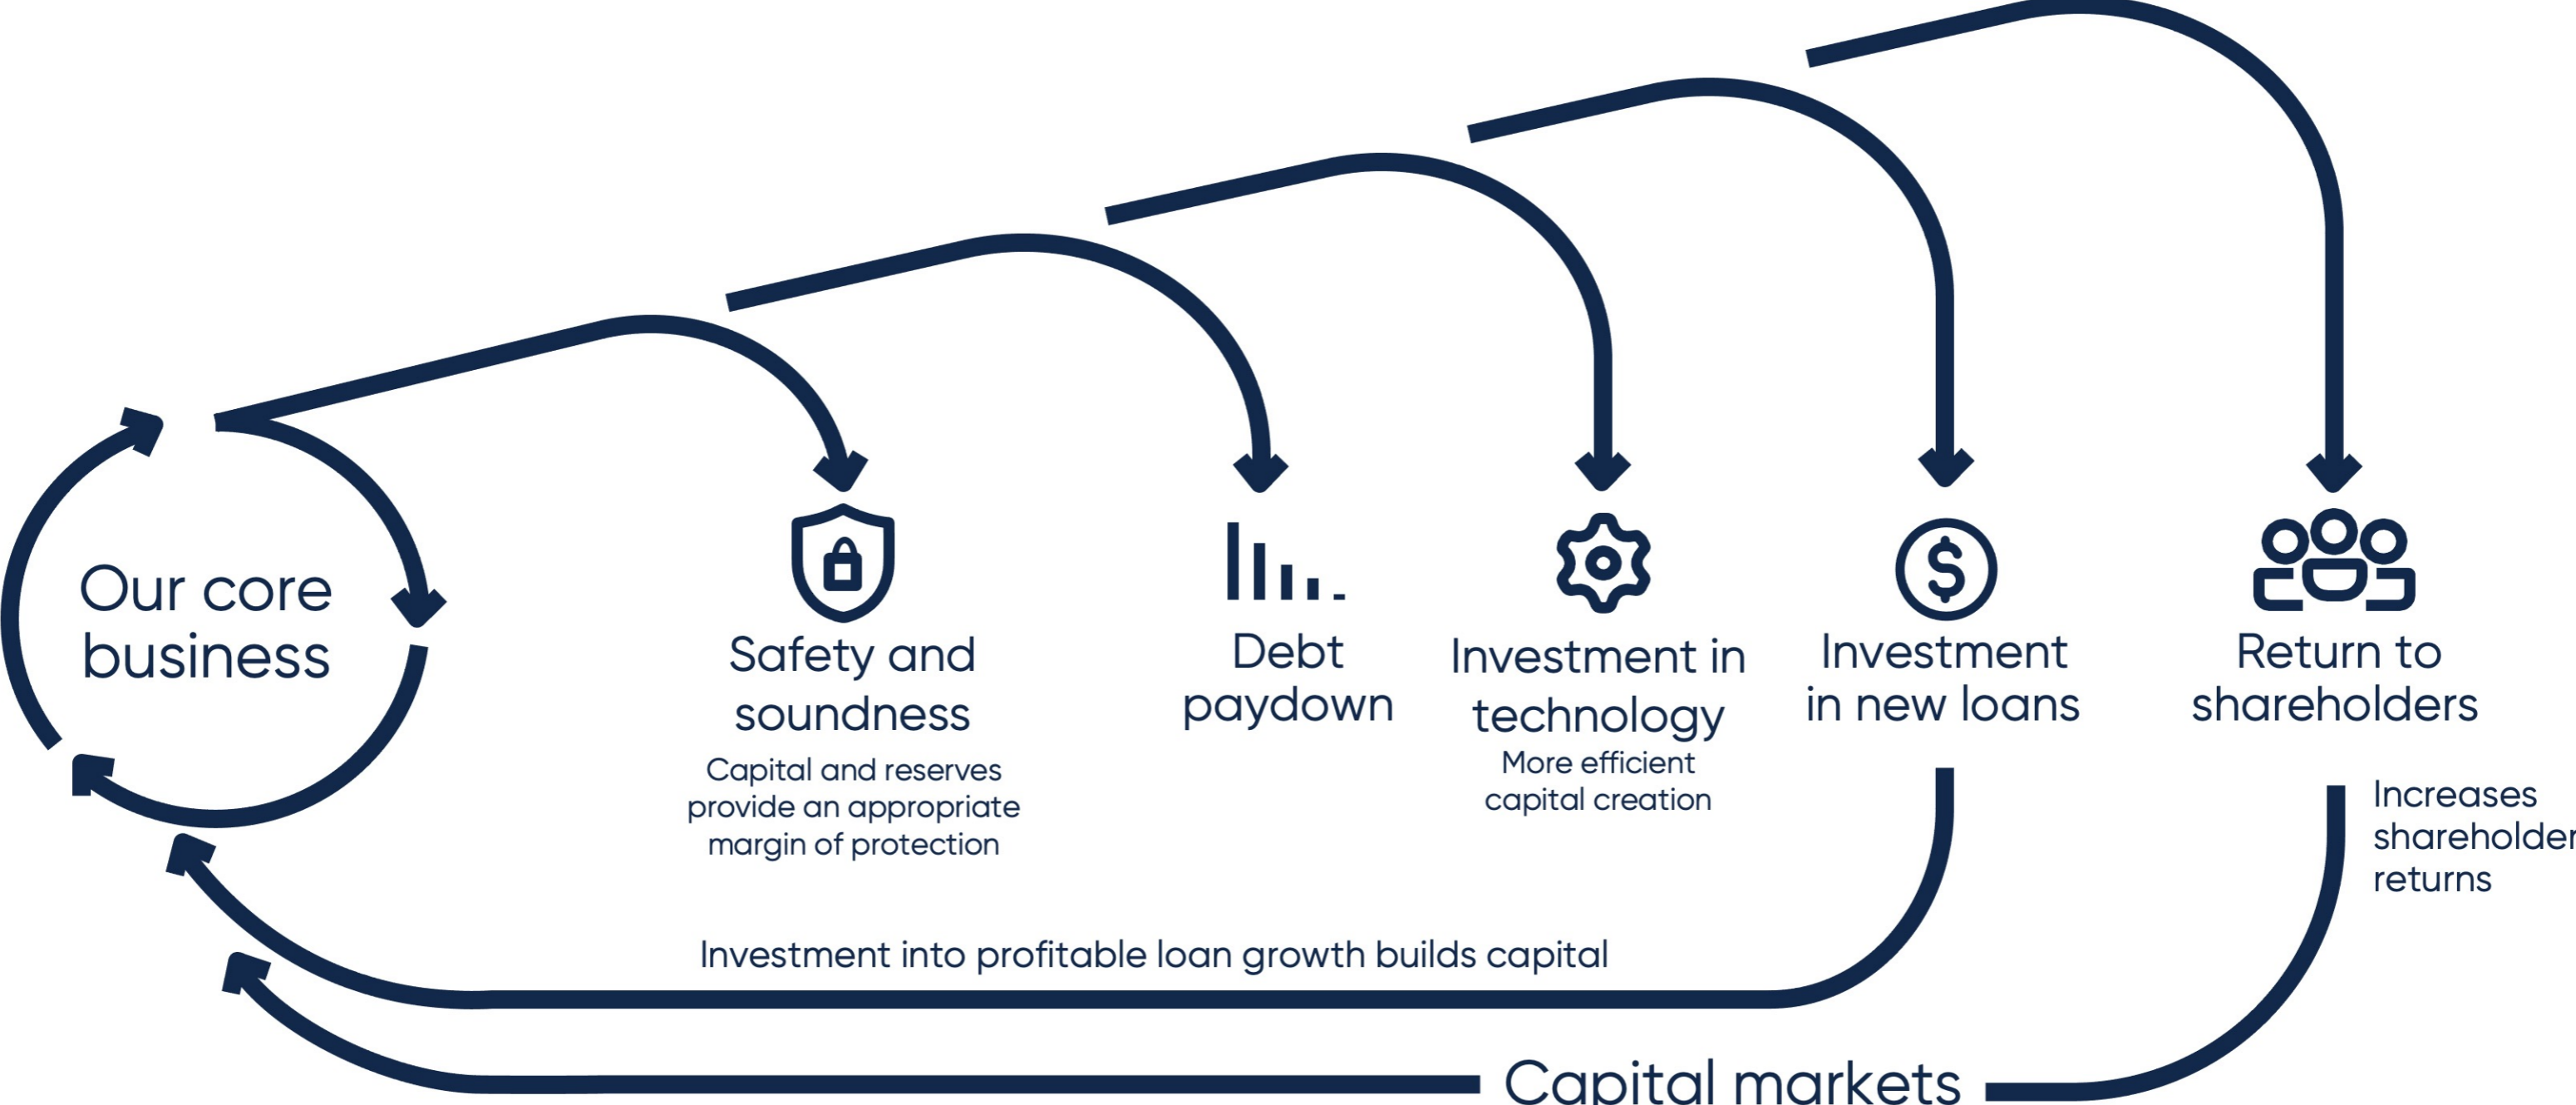 Our core
business
Safety and
soundness
Capital and reserves
provide an appropriate
margin of protection
Debt
paydown
Investment in
technology
More efficient
capital creation
Investment
in new loans
Return to
shareholders
Increases
shareholder
returns
Investment into profitable loan growth builds capital
Capital markets